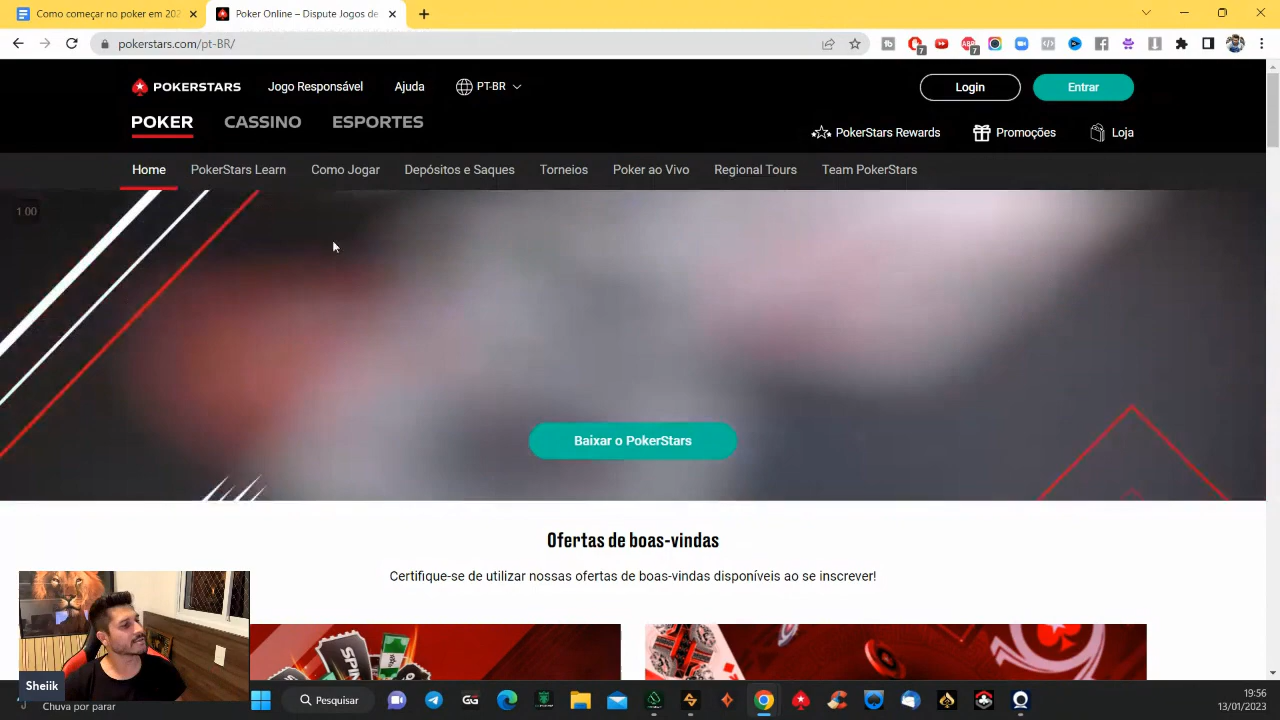 Como começar no poker em 202
Poker Online – Dispute Jogos de
pokerstars.com/pt-BR/
7
7
POKERSTARS
Jogo Responsável
Ajuda
PT-BR
Login
Entrar
POKER
CASSINO
ESPORTES
PokerStars Rewards
Promoções
Loja
Home
PokerStars Learn
Como Jogar
Depósitos e Saques
Torneios
Poker ao Vivo
Regional Tours
Team PokerStars
1.00
Baixar o PokerStars
Ofertas de boas-vindas
Certifique-se de utilizar nossas ofertas de boas-vindas disponíveis ao se inscrever!
SPIN
Sheiik
Chuva por parar
Pesquisar
19:56
13/01/2023